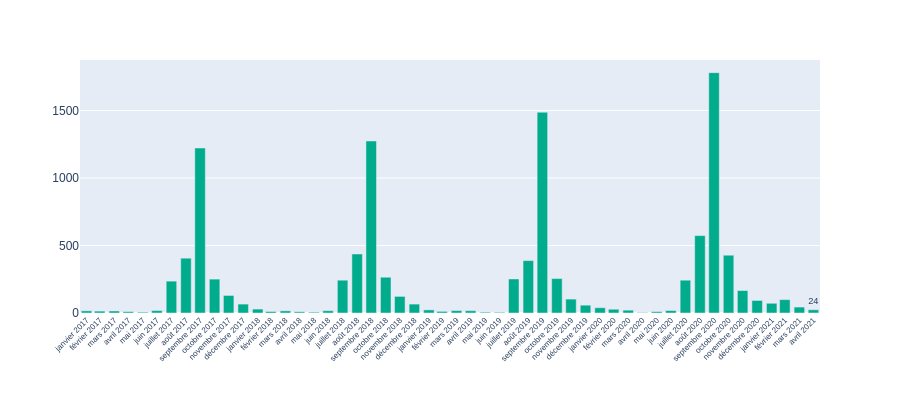 1500
1000
500
0
24
janvier 2017
février 2017
mars 2017
avril 2017
mai 2017
juin 2017
juillet 2017
août 2017
septembre 2017
octobre 2017
novembre 2017
décembre 2017
janvier 2018
février 2018
mars 2018
avril 2018
mai 2018
juin 2018
juillet 2018
août 2018
septembre 2018
octobre 2018
novembre 2018
décembre 2018
janvier 2019
février 2019
mars 2019
avril 2019
mai 2019
juin 2019
juillet 2019
août 2019
septembre 2019
octobre 2019
novembre 2019
décembre 2019
janvier 2020
février 2020
mars 2020
avril 2020
mai 2020
juin 2020
juillet 2020
août 2020
septembre 2020
octobre 2020
novembre 2020
décembre 2020
janvier 2021
février 2021
mars 2021
avril 2021